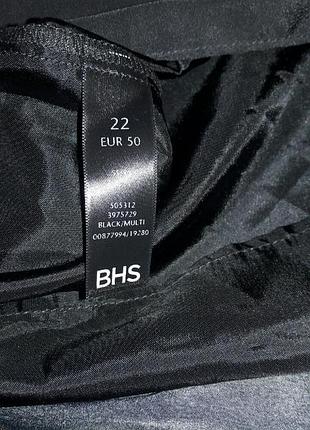 22
EUR 50
505312
3975729
BLACK/MULTI
00877994/19280
BHS